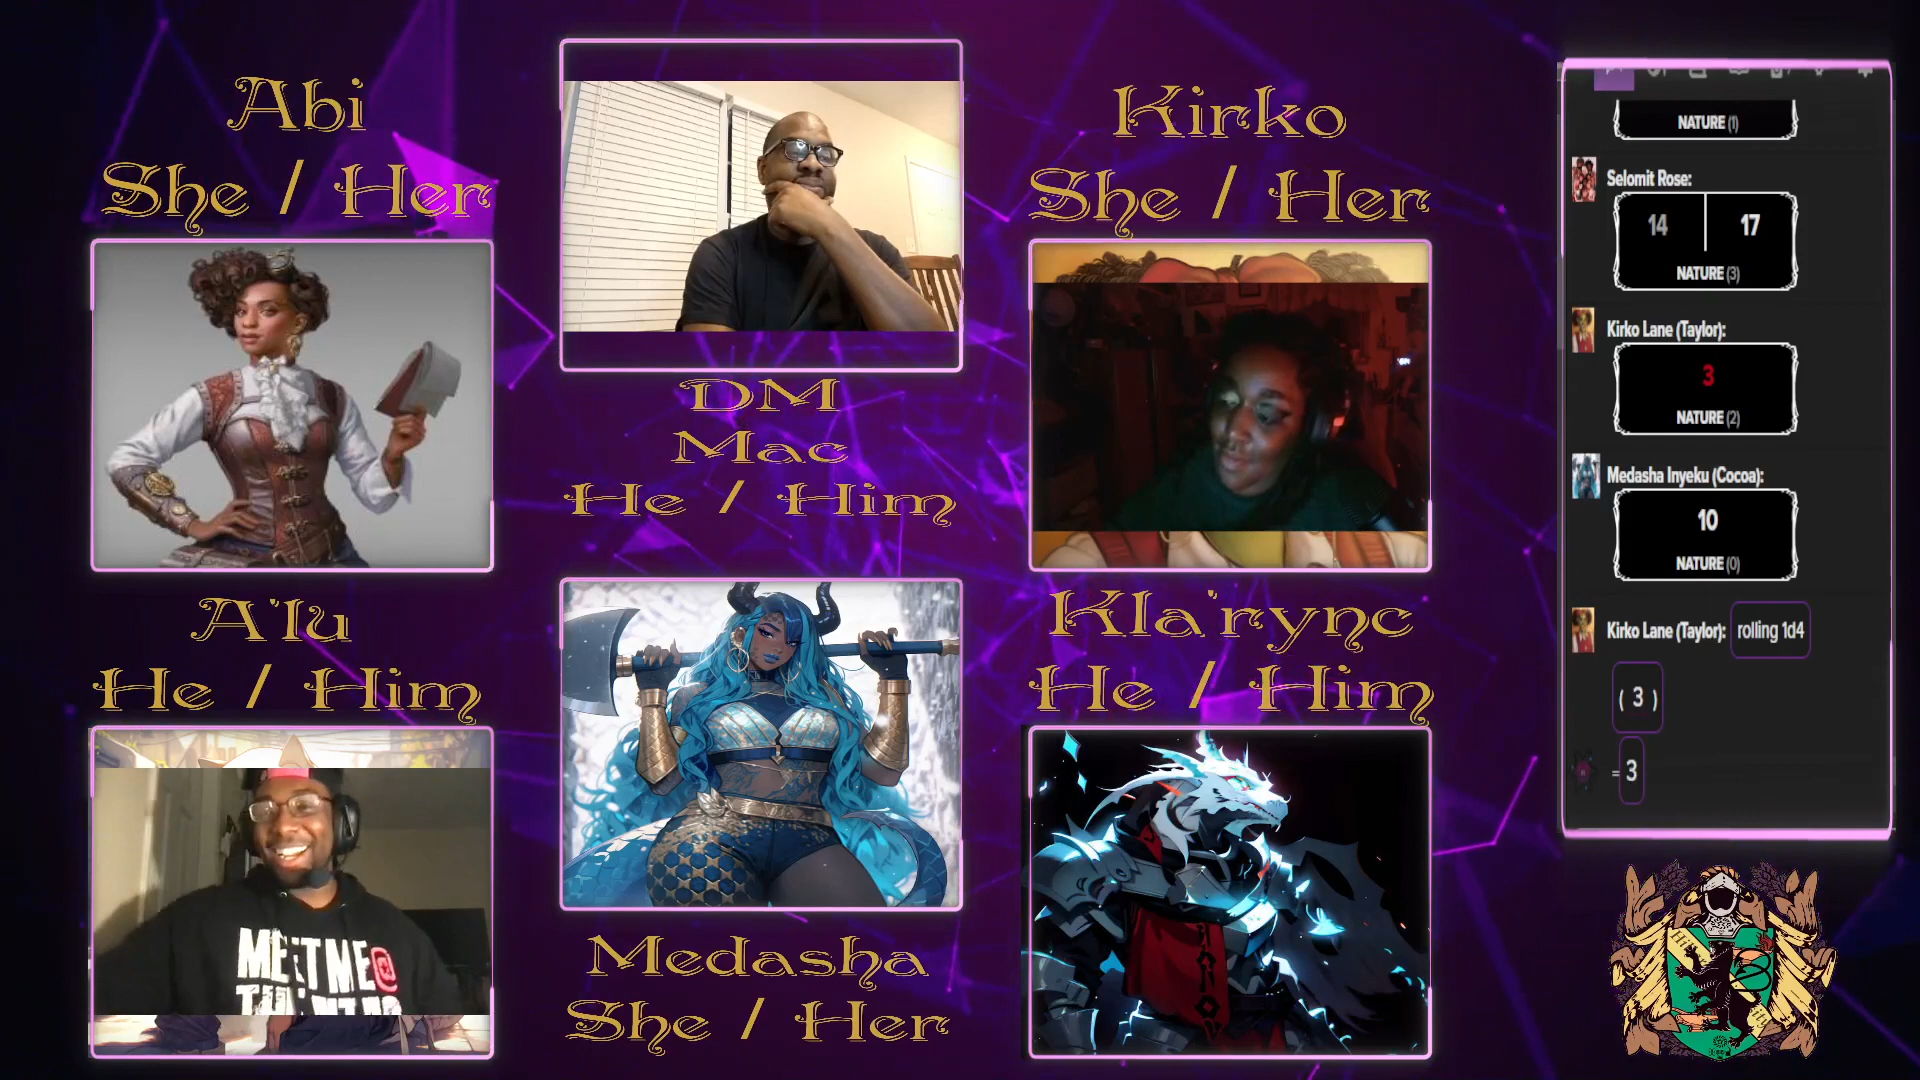 Abi
She / Her
DM
Mac
He / Him
Kirko
She / Her
A'lu
He / Him
MEETME@
Medasha
She / Her
Kla'rync
He / Him
NATURE (1)
Selomit Rose:
14 17
NATURE (3)
Kirko Lane (Taylor):
3
NATURE (2)
Medasha Inyeku (Cocoa):
10
NATURE (0)
Kirko Lane (Taylor): rolling 1d4
( 3 )
= 3